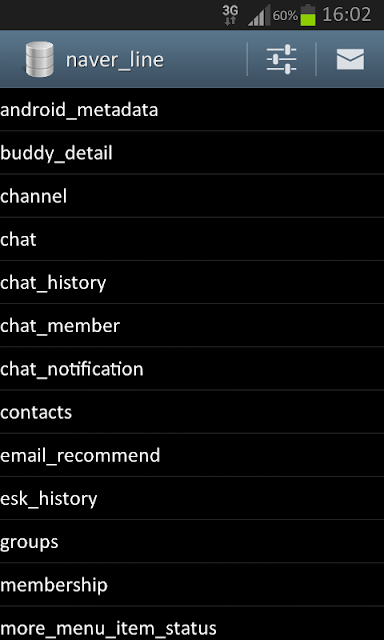 3G 60% 16:02
naver_line
android_metadata
buddy_detail
channel
chat
chat_history
chat_member
chat_notification
contacts
email_recommend
esk_history
groups
membership
more_menu_item_status